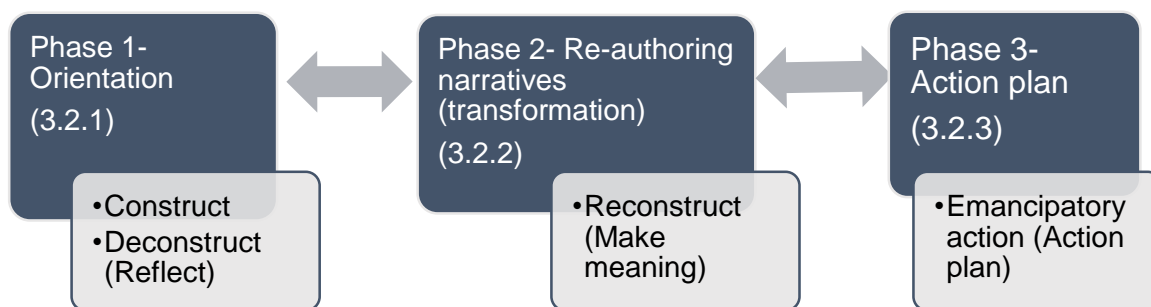 Phase 1-
Orientation
(3.2.1)
•Construct
•Deconstruct
(Reflect)
Phase 2- Re-authoring
narratives
(transformation)
(3.2.2)
•Reconstruct
(Make
meaning)
Phase 3-
Action plan
(3.2.3)
•Emancipatory
action (Action
plan)